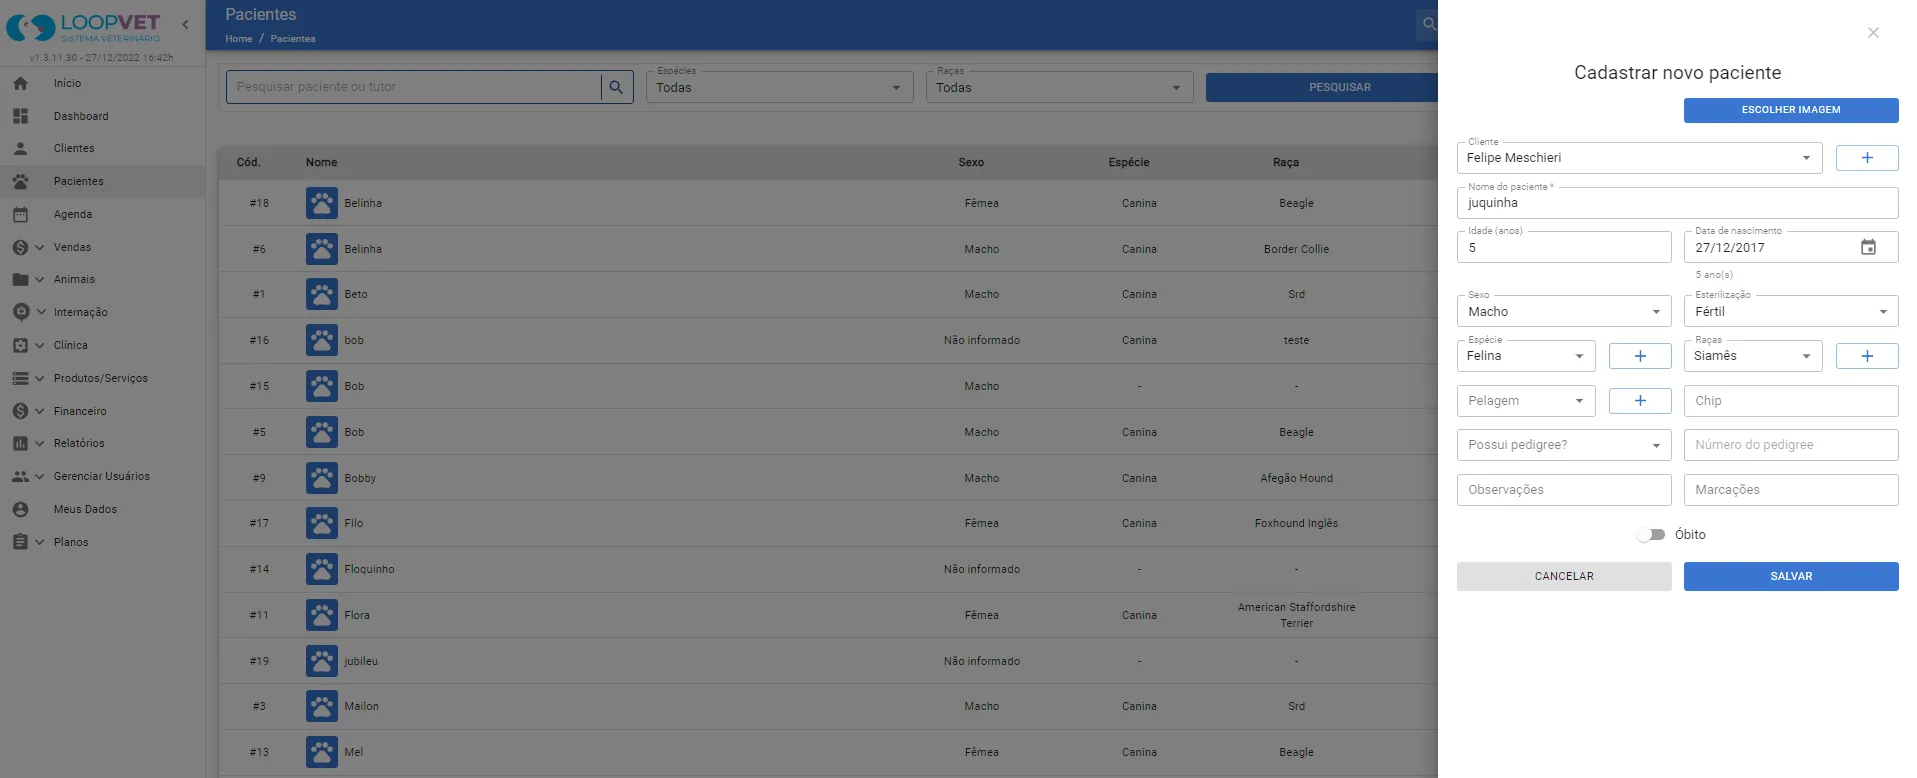 LOOPVET
SISTEMA VETERINÁRIO
v1.3.11.30 - 27/12/2022 16:42h
Início
Dashboard
Clientes
Pacientes
Agenda
Vendas
Animais
Internação
Clínica
Produtos/Serviços
Financeiro
Relatórios
Gerenciar Usuários
Meus Dados
Planos
Pacientes
Home / Pacientes
Pesquisar paciente ou tutor
Espécies
Todas
Raças
Todas
PESQUISAR
Cód. Nome Sexo Espécie Raça
#18 Belinha Fêmea Canina Beagle
#6 Belinha Macho Canina Border Collie
#1 Beto Macho Canina Srd
#16 bob Não informado Canina teste
#15 Bob Macho - -
#5 Bob Macho Canina Beagle
#9 Bobby Macho Canina Afegão Hound
#17 FIlo Fêmea Canina Foxhound Inglês
#14 Floquinho Não informado - -
#11 Flora Fêmea Canina American Staffordshire
Terrier
#19 jubileu Não informado - -
#3 Mailon Macho Canina Srd
#13 Mel Fêmea Canina Beagle
Cadastrar novo paciente
ESCOLHER IMAGEM
Cliente
Felipe Meschieri
Nome do paciente *
juquinha
Idade (anos)
5
Data de nascimento
27/12/2017
5 ano(s)
Sexo
Macho
Esterilização
Fértil
Espécie
Felina
Raças
Siamês
Pelagem
Chip
Possui pedigree?
Número do pedigree
Observações
Marcações
Óbito
CANCELAR
SALVAR